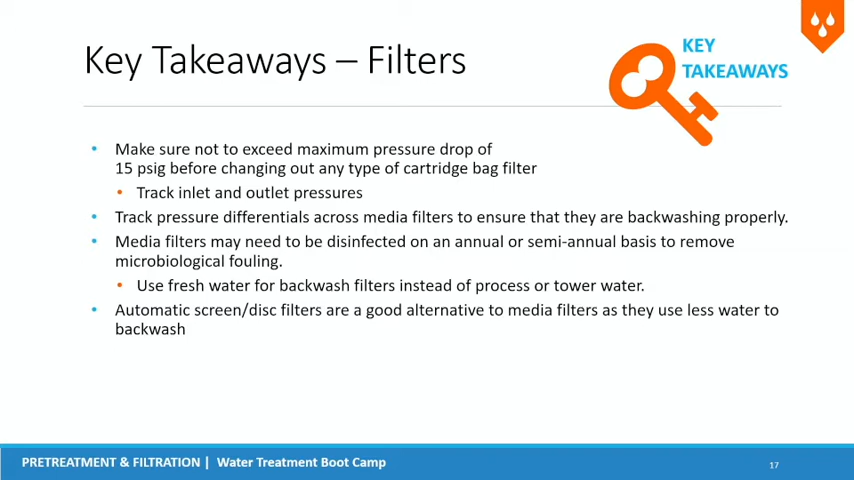 Key Takeaways – Filters
KEY
TAKEAWAYS
• Make sure not to exceed maximum pressure drop of
15 psig before changing out any type of cartridge bag filter
• Track inlet and outlet pressures
• Track pressure differentials across media filters to ensure that they are backwashing properly.
• Media filters may need to be disinfected on an annual or semi-annual basis to remove
microbiological fouling.
• Use fresh water for backwash filters instead of process or tower water.
• Automatic screen/disc filters are a good alternative to media filters as they use less water to
backwash
PRETREATMENT & FILTRATION | Water Treatment Boot Camp
17